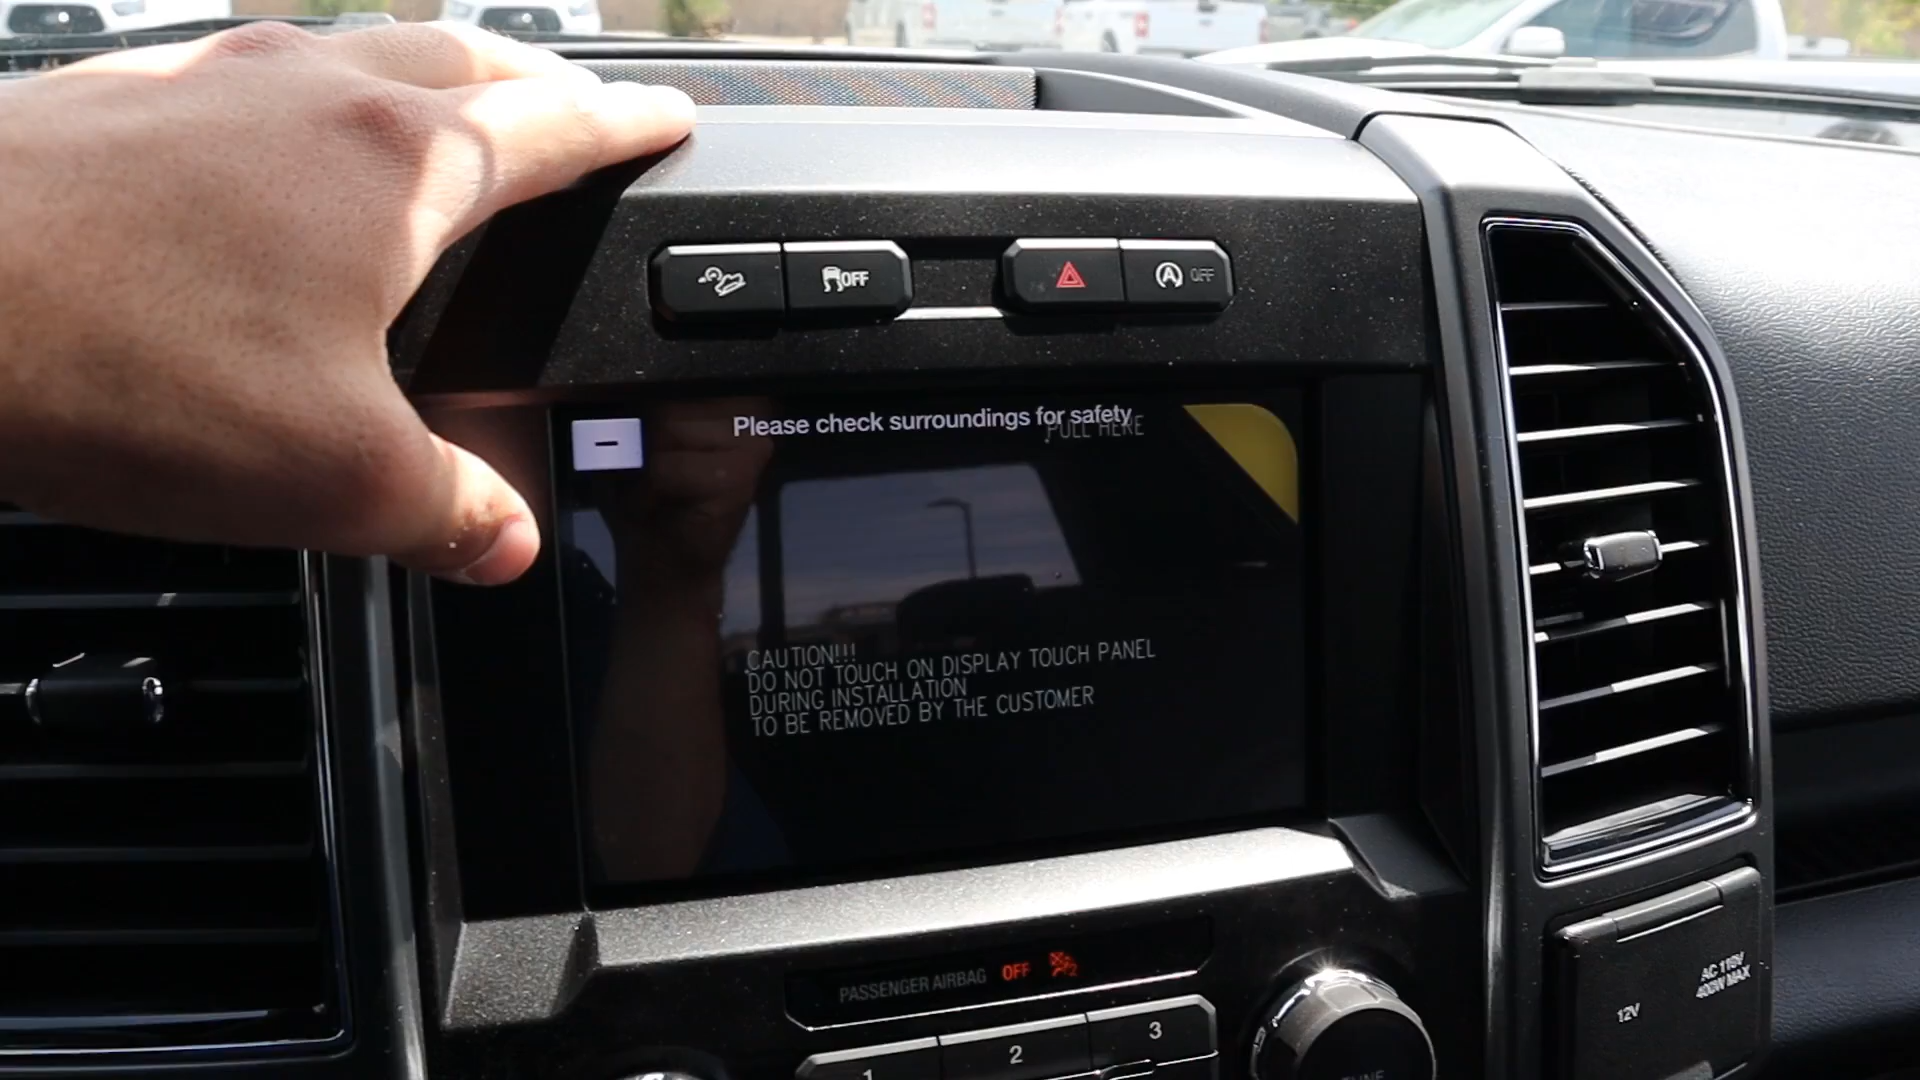 OFF
OFF
Please check surroundings for safety
PULL HERE
CAUTION!!!
DO NOT TOUCH ON DISPLAY TOUCH PANEL
DURING INSTALLATION
TO BE REMOVED BY THE CUSTOMER
PASSENGER AIRBAG OFF
1 2 3
12V
AC 110V
400W MAX
TUNE